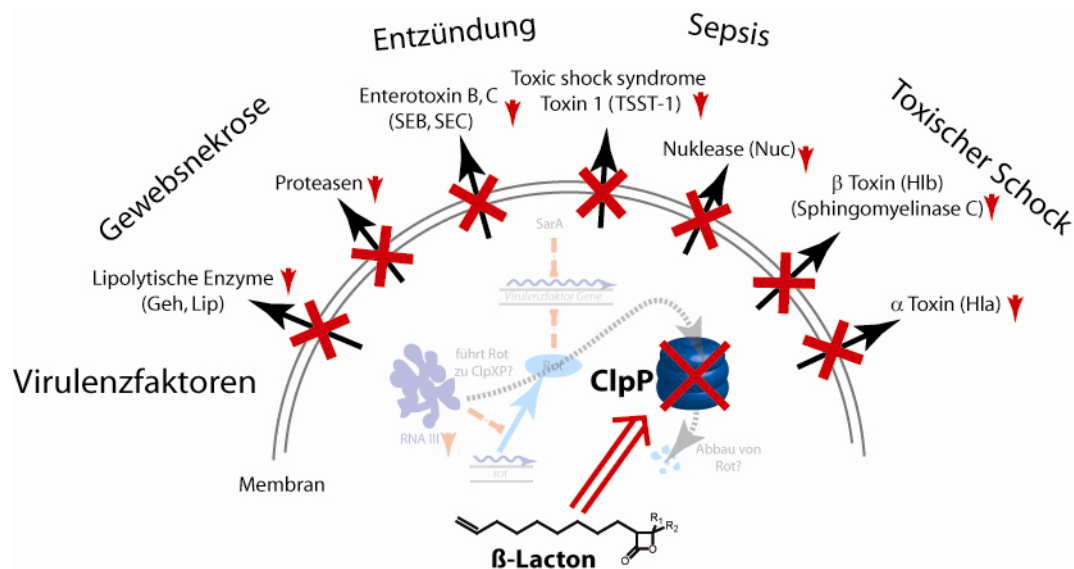 Entzündung
Sepsis
Gewebsnekrose
Toxischer Schock
Enterotoxin B, C
(SEB, SEC)
Toxic shock syndrome
Toxin 1 (TSST-1)
Nuklease (Nuc)
Proteasen
β Toxin (Hlb)
(Sphingomyelinase C)
Lipolytische Enzyme
(Geh, Lip)
α Toxin (Hla)
SarA
Virulenzfaktor Gene
Virulenzfaktoren
führt Rot
zu ClpXP?
Rot
ClpP
RNA III
rot
Abbau von
Rot?
Membran
R1
R2
O
O
ß-Lacton